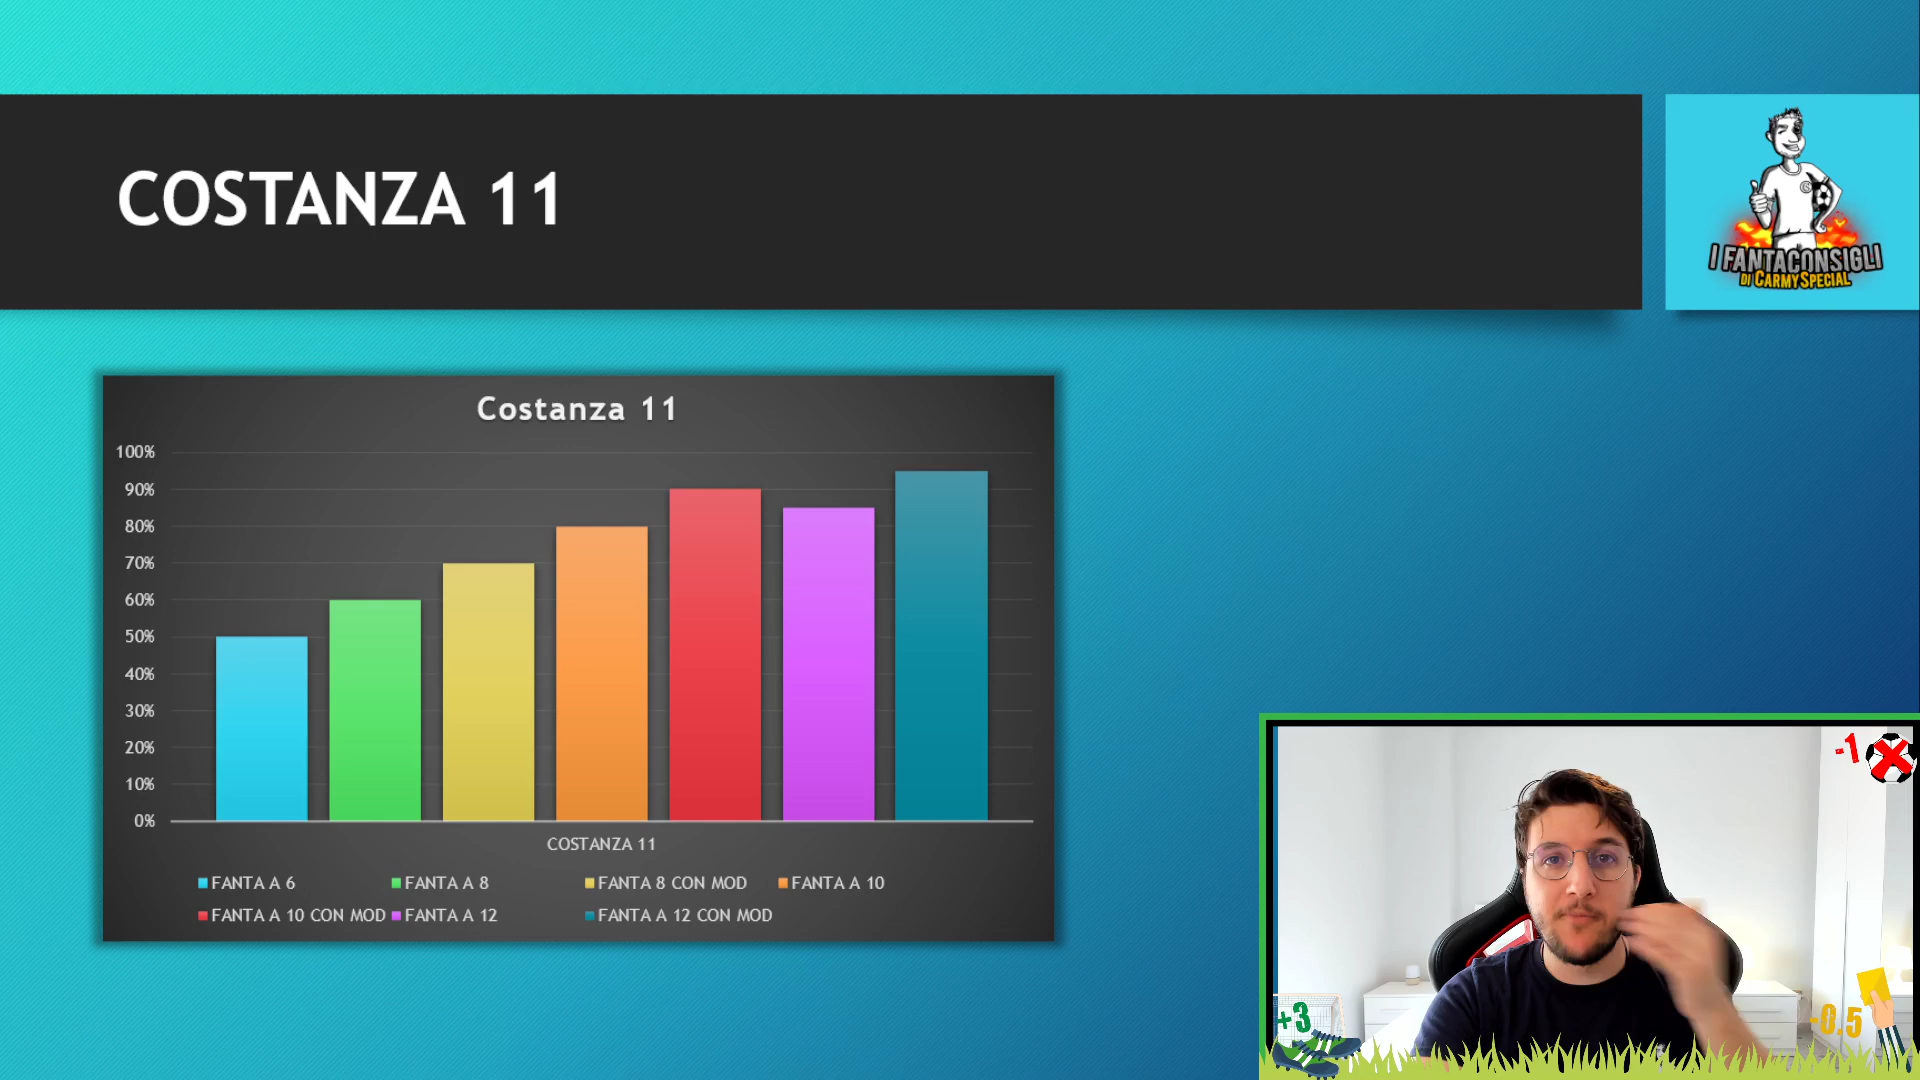 COSTANZA 11
I FANTACONSIGLI
DI CARMYSPECIAL
Costanza 11
100%
90%
80%
70%
60%
50%
40%
30%
20%
10%
0%
COSTANZA 11
FANTA A 6 FANTA A 8 FANTA 8 CON MOD FANTA A 10
FANTA A 10 CON MOD FANTA A 12 FANTA A 12 CON MOD
-1
+3
-0.5